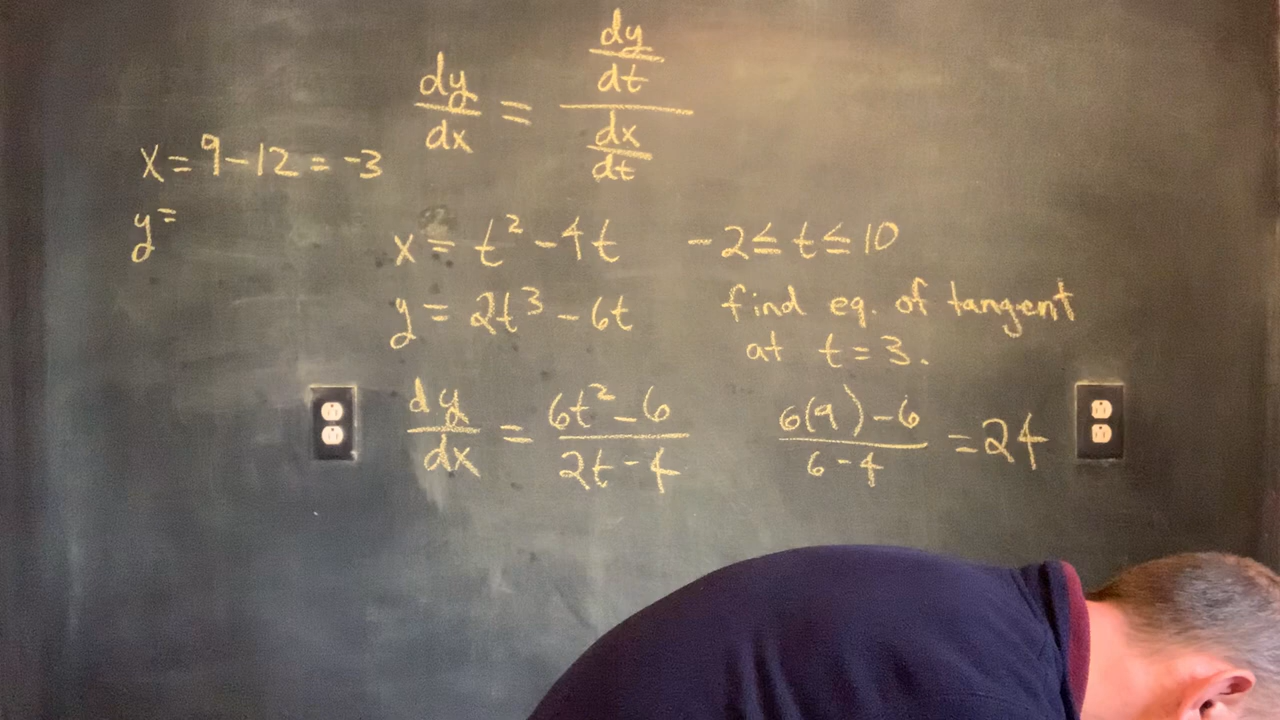 dy/dx = (dy/dt)/(dx/dt)
x = 9 - 12 = -3
y =
x = t² - 4t    -2 ≤ t ≤ 10
y = 2t³ - 6t    find eq. of tangent
at t = 3.
dy/dx = (6t² - 6)/(2t - 4)    (6(9) - 6)/(6 - 4) = 24